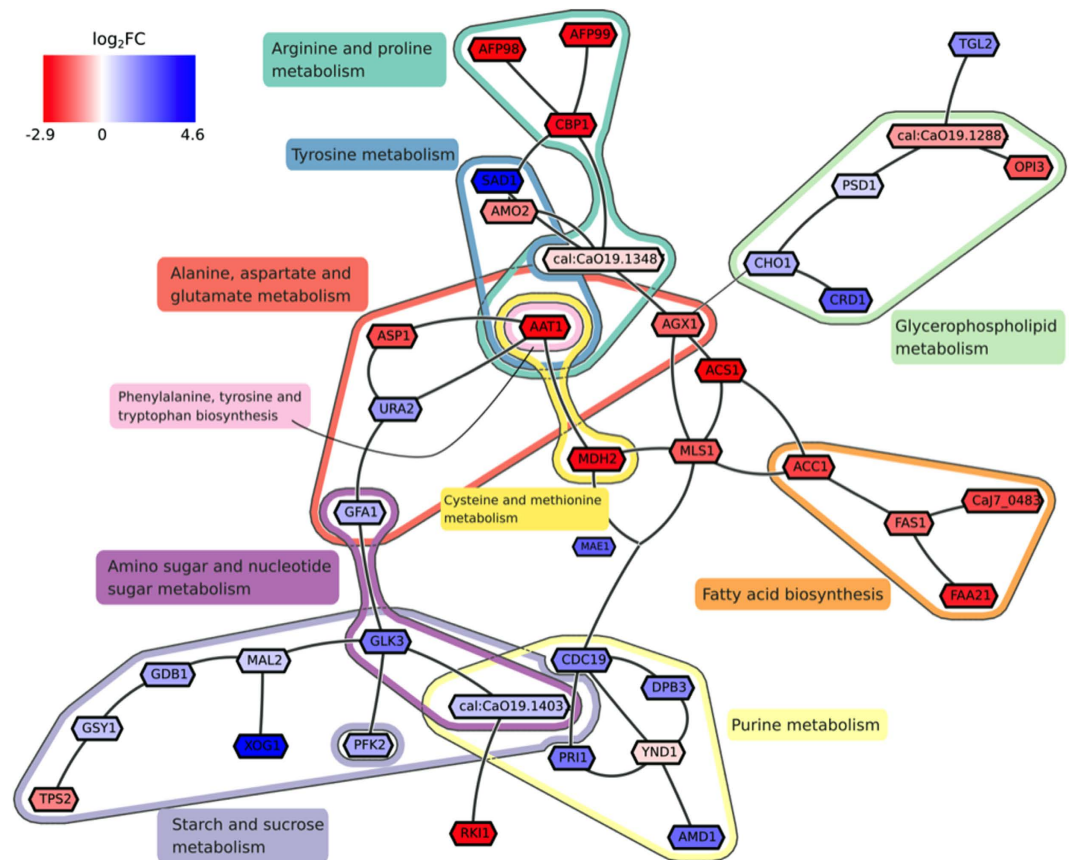 log₂FC
-2.9 0 4.6
Arginine and proline
metabolism
AFP98
AFP99
CBP1
TGL2
cal:CaO19.1288
OPI3
PSD1
CHO1
CRD1
Glycerophospholipid
metabolism
Tyrosine metabolism
SAD1
AMO2
cal:CaO19.1348
Alanine, aspartate and
glutamate metabolism
ASP1
AAT1
AGX1
ACS1
URA2
Phenylalanine, tyrosine and
tryptophan biosynthesis
MDH2
MLS1
ACC1
CaJ7_0483
FAS1
FAA21
Fatty acid biosynthesis
Cysteine and methionine
metabolism
GFA1
MAE1
Amino sugar and nucleotide
sugar metabolism
GLK3
MAL2
GDB1
GSY1
XOG1
PFK2
TPS2
Starch and sucrose
metabolism
cal:CaO19.1403
RKI1
CDC19
DPB3
YND1
PRI1
AMD1
Purine metabolism